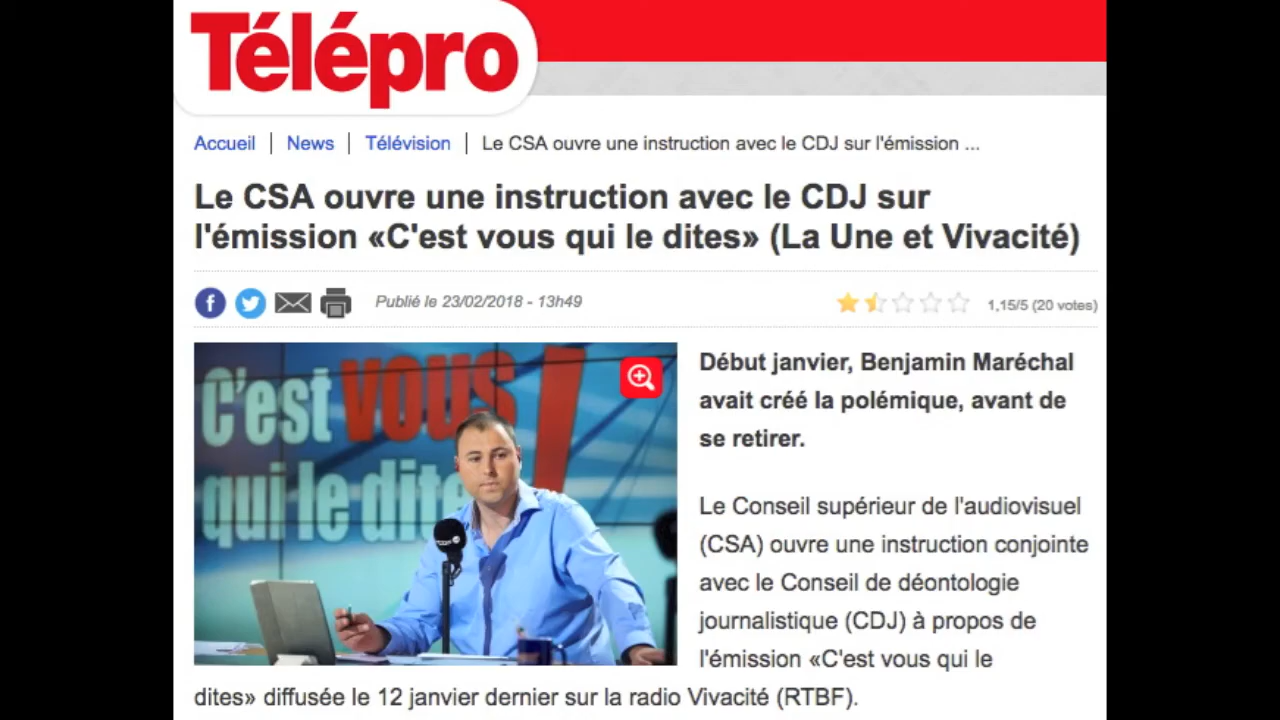 Télépro
Accueil | News | Télévision | Le CSA ouvre une instruction avec le CDJ sur l'émission ...
Le CSA ouvre une instruction avec le CDJ sur
l'émission «C'est vous qui le dites» (La Une et Vivacité)
Publié le 23/02/2018 - 13h49
1,15/5 (20 votes)
C'est vous !
qui le dite
Début janvier, Benjamin Maréchal
avait créé la polémique, avant de
se retirer.
Le Conseil supérieur de l'audiovisuel
(CSA) ouvre une instruction conjointe
avec le Conseil de déontologie
journalistique (CDJ) à propos de
l'émission «C'est vous qui le
dites» diffusée le 12 janvier dernier sur la radio Vivacité (RTBF).